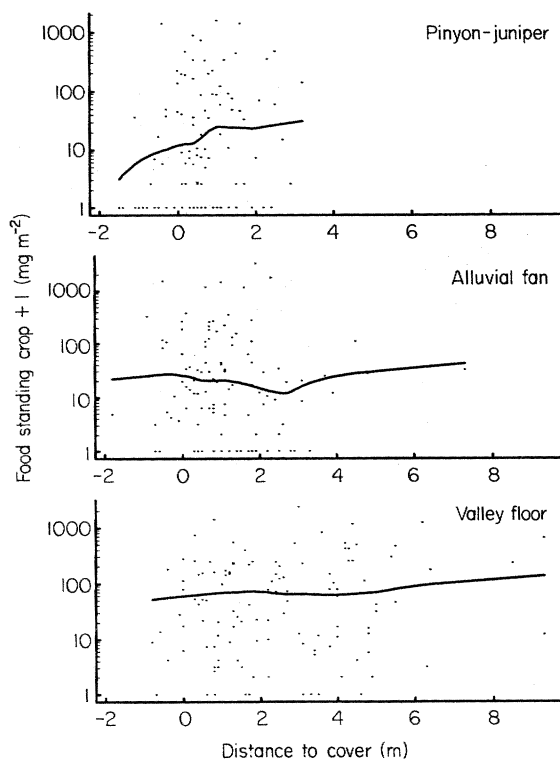 Pinyon-juniper
1000
100
10
1
-2 0 2 4 6 8
Alluvial fan
1000
100
10
1
-2 0 2 4 6 8
Valley floor
1000
100
10
1
-2 0 2 4 6 8
Food standing crop + 1 (mg m⁻²)
Distance to cover (m)